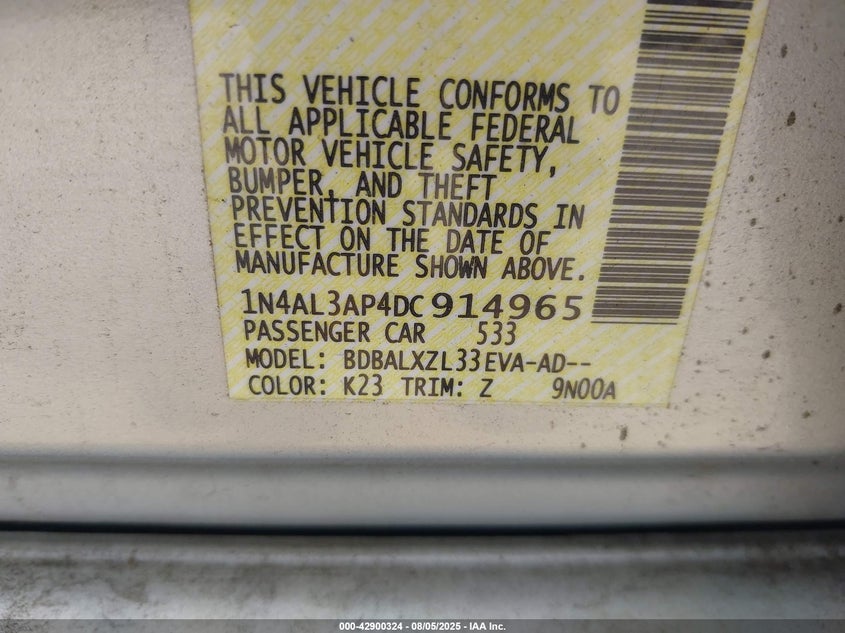 THIS VEHICLE CONFORMS TO
ALL APPLICABLE FEDERAL
MOTOR VEHICLE SAFETY,
BUMPER, AND THEFT
PREVENTION STANDARDS IN
EFFECT ON THE DATE OF
MANUFACTURE SHOWN ABOVE.
1N4AL3AP4DC914965
PASSENGER CAR 533
MODEL: BDBALXZL33EVA-AD--
COLOR: K23 TRIM: Z 9N00A
000-42900324 - 08/05/2025 - IAA Inc.